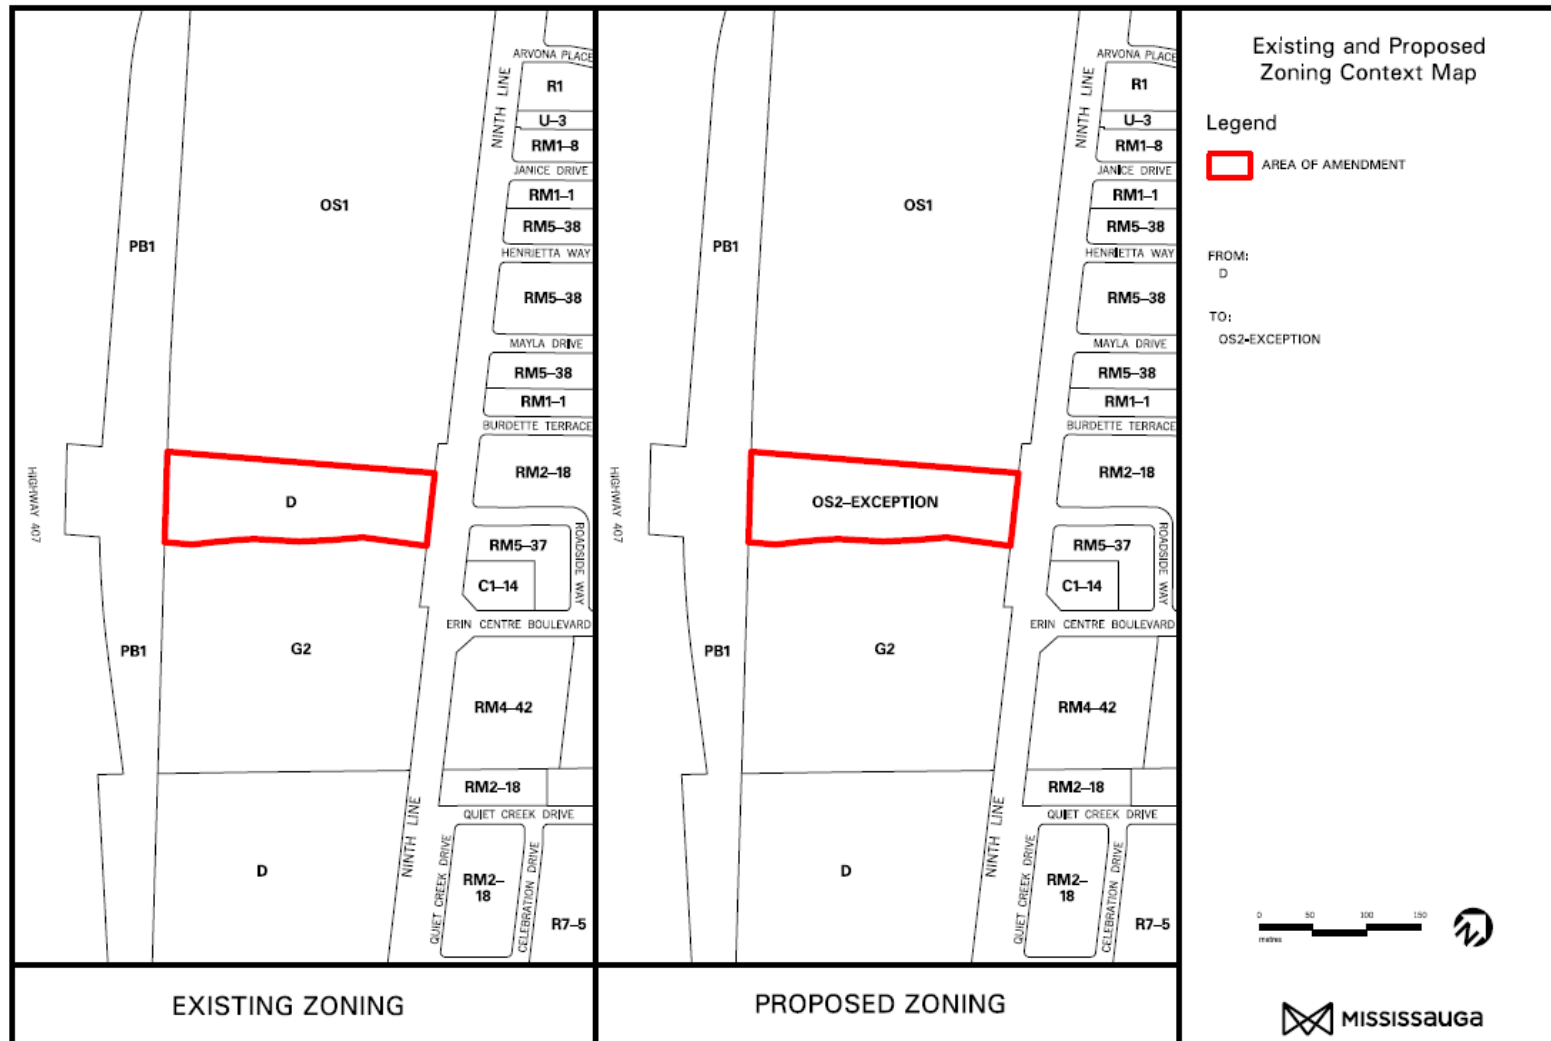 ARVONA PLACE
R1
U–3
RM1–8
JANICE DRIVE
RM1–1
RM5–38
HENRIETTA WAY
RM5–38
MAYLA DRIVE
RM5–38
RM1–1
BURDETTE TERRACE
RM2–18
NINTH LINE
OS1
PB1
HIGHWAY 407
D
RM5–37
C1–14
ROADSIDE WAY
ERIN CENTRE BOULEVARD
PB1
G2
RM4–42
RM2–18
QUIET CREEK DRIVE
NINTH LINE
D
QUIET CREEK DRIVE
RM2–
18
CELEBRATION DRIVE
R7–5
EXISTING ZONING
ARVONA PLACE
R1
U–3
RM1–8
JANICE DRIVE
RM1–1
RM5–38
HENRIETTA WAY
RM5–38
MAYLA DRIVE
RM5–38
RM1–1
BURDETTE TERRACE
RM2–18
NINTH LINE
OS1
PB1
HIGHWAY 407
OS2–EXCEPTION
RM5–37
C1–14
ROADSIDE WAY
ERIN CENTRE BOULEVARD
PB1
G2
RM4–42
RM2–18
QUIET CREEK DRIVE
NINTH LINE
D
QUIET CREEK DRIVE
RM2–
18
CELEBRATION DRIVE
R7–5
PROPOSED ZONING
Existing and Proposed
Zoning Context Map
Legend
AREA OF AMENDMENT
FROM:
D
TO:
OS2-EXCEPTION
0 50 100 150
metres
N
MISSISSAUGA